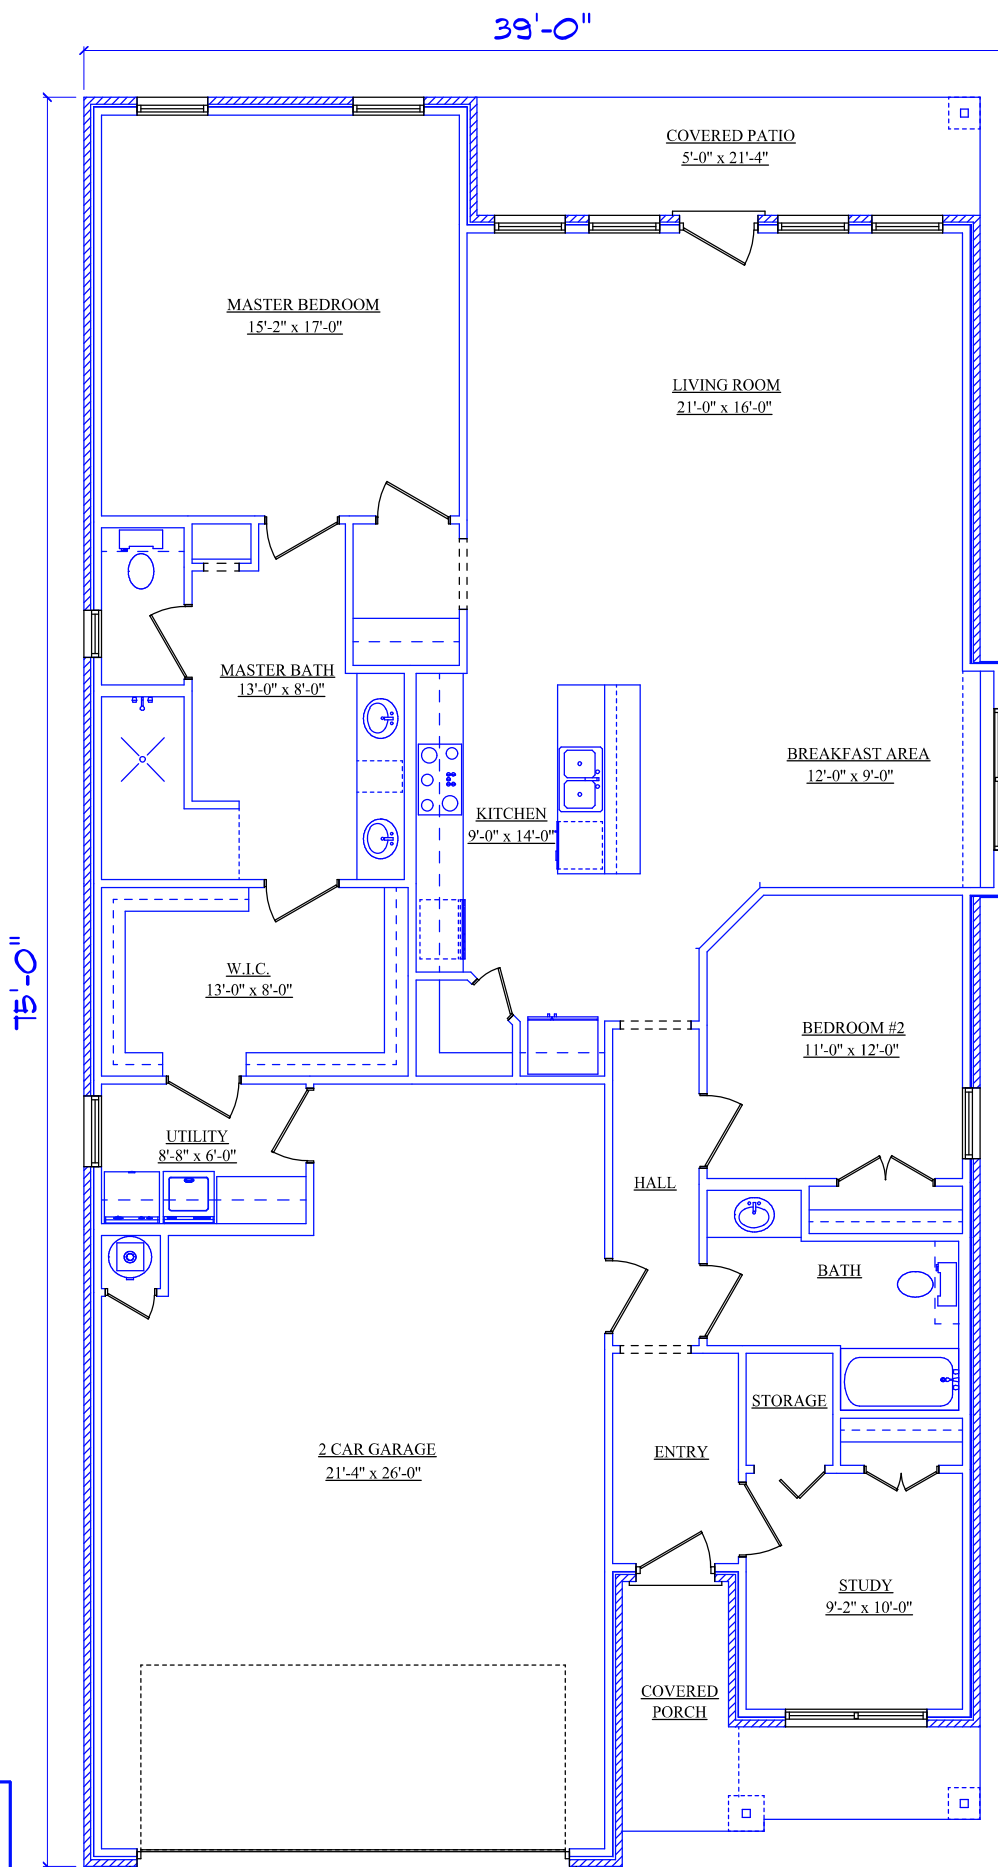 39'-0"
COVERED PATIO
5'-0" x 21'-4"
MASTER BEDROOM
15'-2" x 17'-0"
LIVING ROOM
21'-0" x 16'-0"
MASTER BATH
13'-0" x 8'-0"
BREAKFAST AREA
12'-0" x 9'-0"
KITCHEN
9'-0" x 14'-0"
75'-0"
W.I.C.
13'-0" x 8'-0"
BEDROOM #2
11'-0" x 12'-0"
UTILITY
8'-8" x 6'-0"
HALL
BATH
STORAGE
2 CAR GARAGE
21'-4" x 26'-0"
ENTRY
STUDY
9'-2" x 10'-0"
COVERED
PORCH